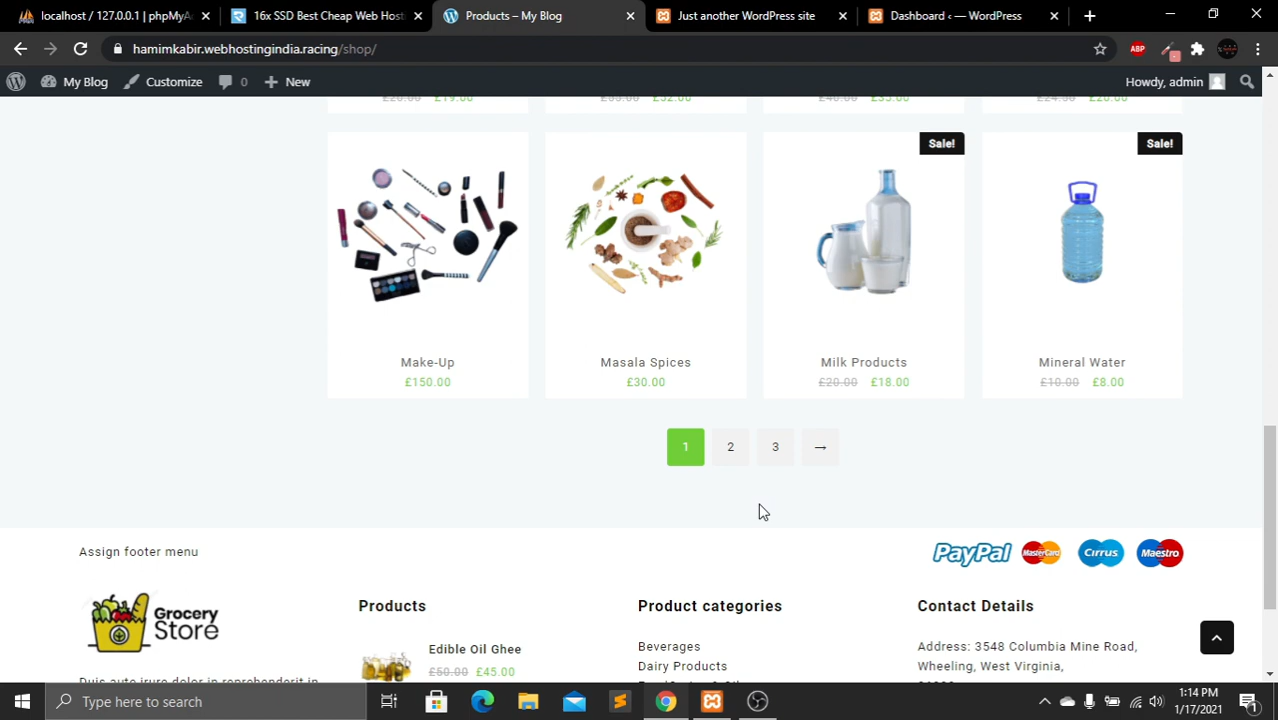 localhost / 127.0.0.1 | phpMyA
16x SSD Best Cheap Web Host
Products – My Blog
Just another WordPress site
Dashboard ‹ — WordPress
hamimkabir.webhostingindia.racing/shop/
ABP
My Blog
Customize
0
New
Howdy, admin
£20.00 £19.00
£32.00
£35.00
£20.00
Sale!
Sale!
Make-Up
Masala Spices
Milk Products
Mineral Water
£150.00
£30.00
£20.00 £18.00
£10.00 £8.00
1 2 3 →
Assign footer menu
PayPal MasterCard Cirrus Maestro
Grocery
Store
Products
Product categories
Contact Details
Edible Oil Ghee
£50.00 £45.00
Beverages
Dairy Products
Address: 3548 Columbia Mine Road,
Wheeling, West Virginia,
Duis aute irure dolor in reprehenderit in
Type here to search
1:14 PM
1/17/2021
1